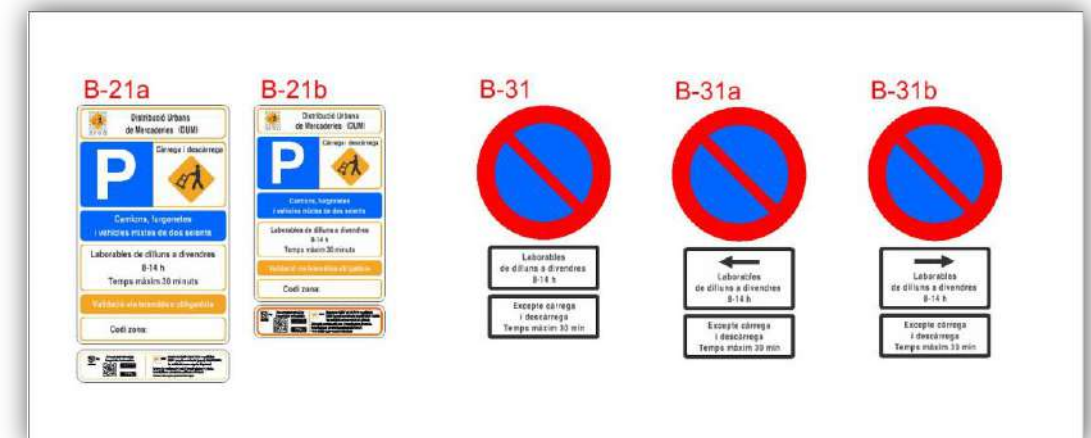 B-21a
Distribució Urbana
de Mercaderies (DUM)
P
Càrrega i descàrrega
Camions, furgonetes
i vehicles mixtes de dos seients
Laborables de dilluns a divendres
8-14 h
Temps màxim 30 minuts
Validació via telemàtica obligatòria
Codi zona:
B-21b
Distribució Urbana
de Mercaderies (DUM)
P
Càrrega i descàrrega
Camions, furgonetes
i vehicles mixtes de dos seients
Laborables de dilluns a divendres
8-14 h
Temps màxim 30 minuts
Validació via telemàtica obligatòria
Codi zona:
B-31
Laborables
de dilluns a divendres
8-14 h
Excepte càrrega
i descàrrega
Temps màxim 30 min
B-31a
Laborables
de dilluns a divendres
8-14 h
Excepte càrrega
i descàrrega
Temps màxim 30 min
B-31b
Laborables
de dilluns a divendres
8-14 h
Excepte càrrega
i descàrrega
Temps màxim 30 min